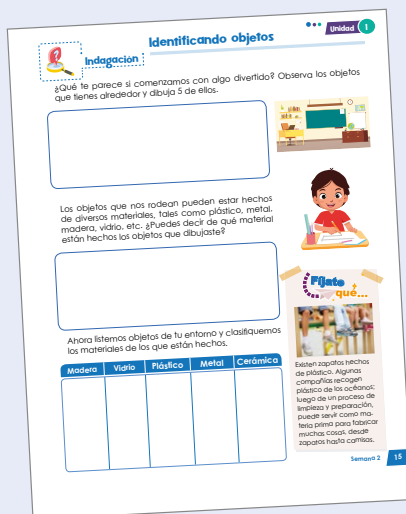 Unidad 1
Identificando objetos
Indagación
¿Qué te parece si comenzamos con algo divertido? Observa los objetos
que tienes alrededor y dibuja 5 de ellos.
Los objetos que nos rodean pueden estar hechos
de diversos materiales, tales como plástico, metal,
madera, vidrio, etc. ¿Puedes decir de qué material
están hechos los objetos que dibujaste?
Ahora listemos objetos de tu entorno y clasifiquemos
los materiales de los que están hechos.
Madera Vidrio Plástico Metal Cerámica
Fíjate
que...
Existen zapatos hechos
de plástico. Algunas
compañías recogen
plástico de los océanos;
luego de un proceso de
limpieza y preparación,
puede servir como ma-
teria prima para fabricar
muchas cosas, desde
zapatos hasta camisas.
Semana 2 15